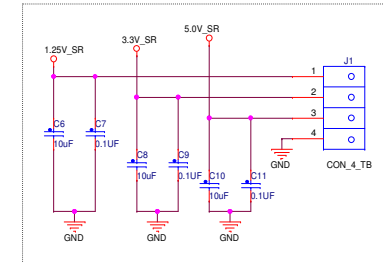 5.0V_SR
3.3V_SR
1.25V_SR
J1
1
2
3
4
C6
10uF
C7
0.1UF
C8
10uF
C9
0.1UF
C10
10uF
C11
0.1UF
GND
CON_4_TB
GND
GND
GND